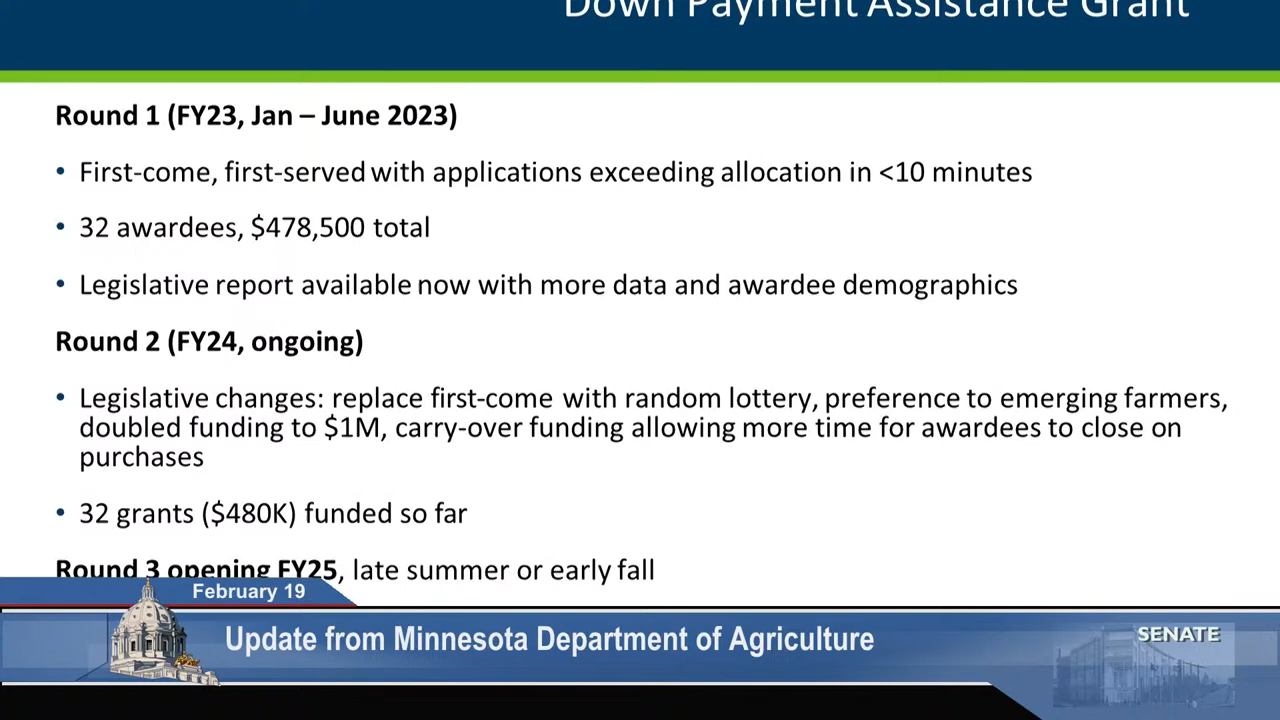 Down Payment Assistance Grant
Round 1 (FY23, Jan – June 2023)
• First-come, first-served with applications exceeding allocation in <10 minutes
• 32 awardees, $478,500 total
• Legislative report available now with more data and awardee demographics
Round 2 (FY24, ongoing)
• Legislative changes: replace first-come with random lottery, preference to emerging farmers,
doubled funding to $1M, carry-over funding allowing more time for awardees to close on
purchases
• 32 grants ($480K) funded so far
Round 3 opening FY25, late summer or early fall
February 19
Update from Minnesota Department of Agriculture
SENATE